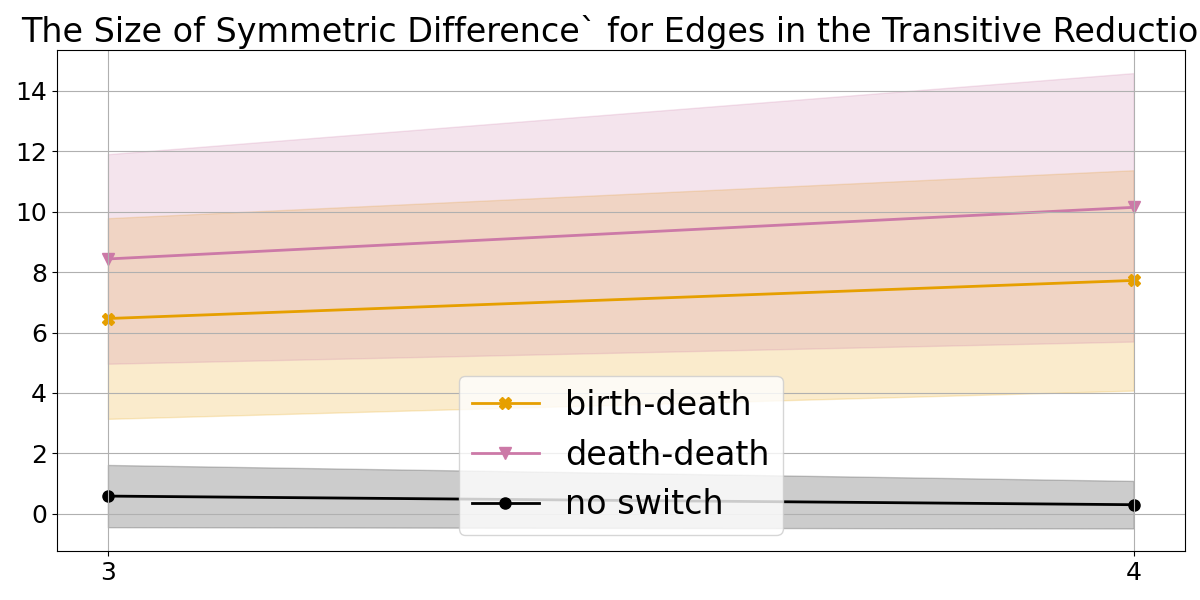 The Size of Symmetric Difference` for Edges in the Transitive Reductio
14
12
10
8
6
4
2
0
birth-death
death-death
no switch
3 4